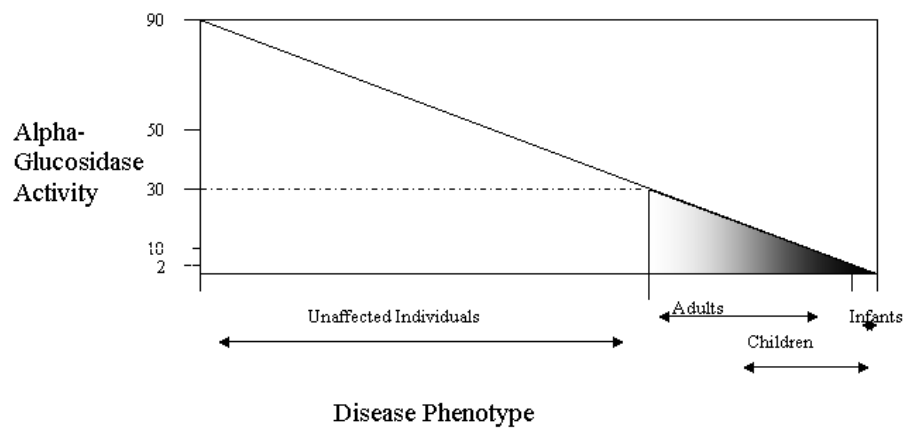 90
Alpha-
Glucosidase
Activity
50
30
10
2
Unaffected Individuals
Adults
Infants
Children
Disease Phenotype